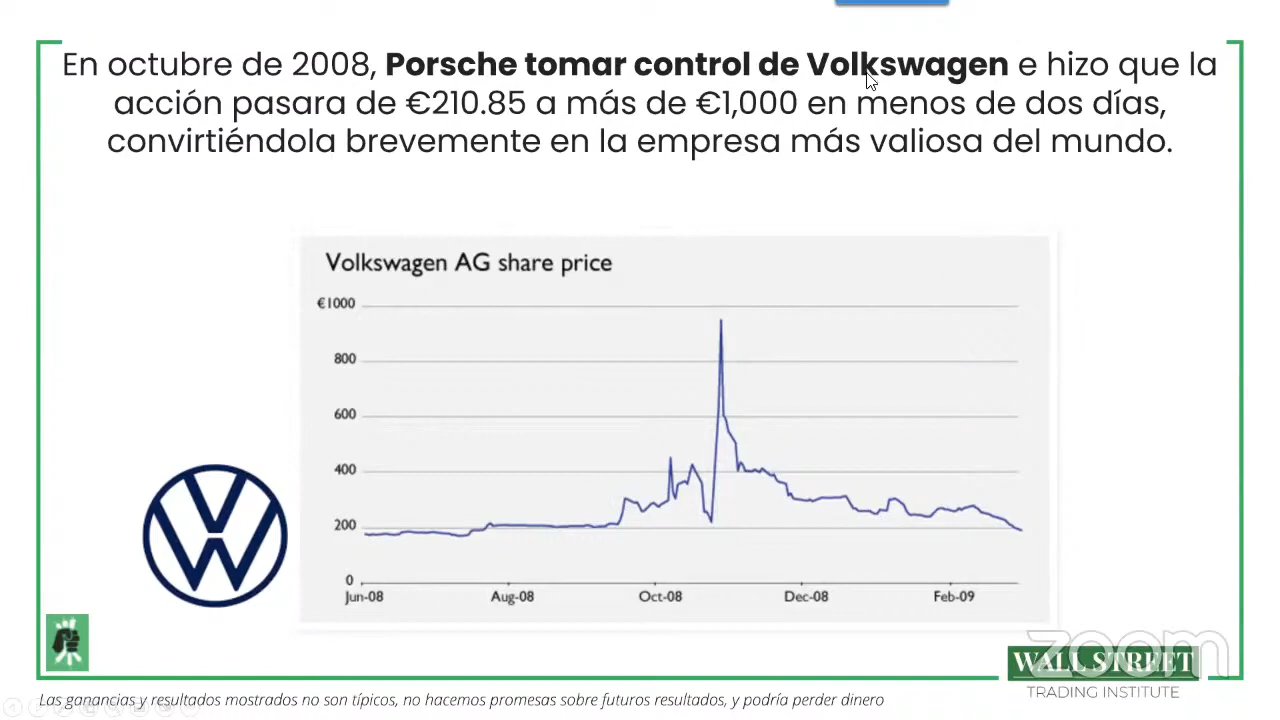 En octubre de 2008, Porsche tomar control de Volkswagen e hizo que la
acción pasara de €210.85 a más de €1,000 en menos de dos días,
convirtiéndola brevemente en la empresa más valiosa del mundo.
Volkswagen AG share price
€1000
800
600
400
200
0
Jun-08 Aug-08 Oct-08 Dec-08 Feb-09
zoom
WALL STREET
TRADING INSTITUTE
Las ganancias y resultados mostrados no son típicos, no hacemos promesas sobre futuros resultados, y podría perder dinero